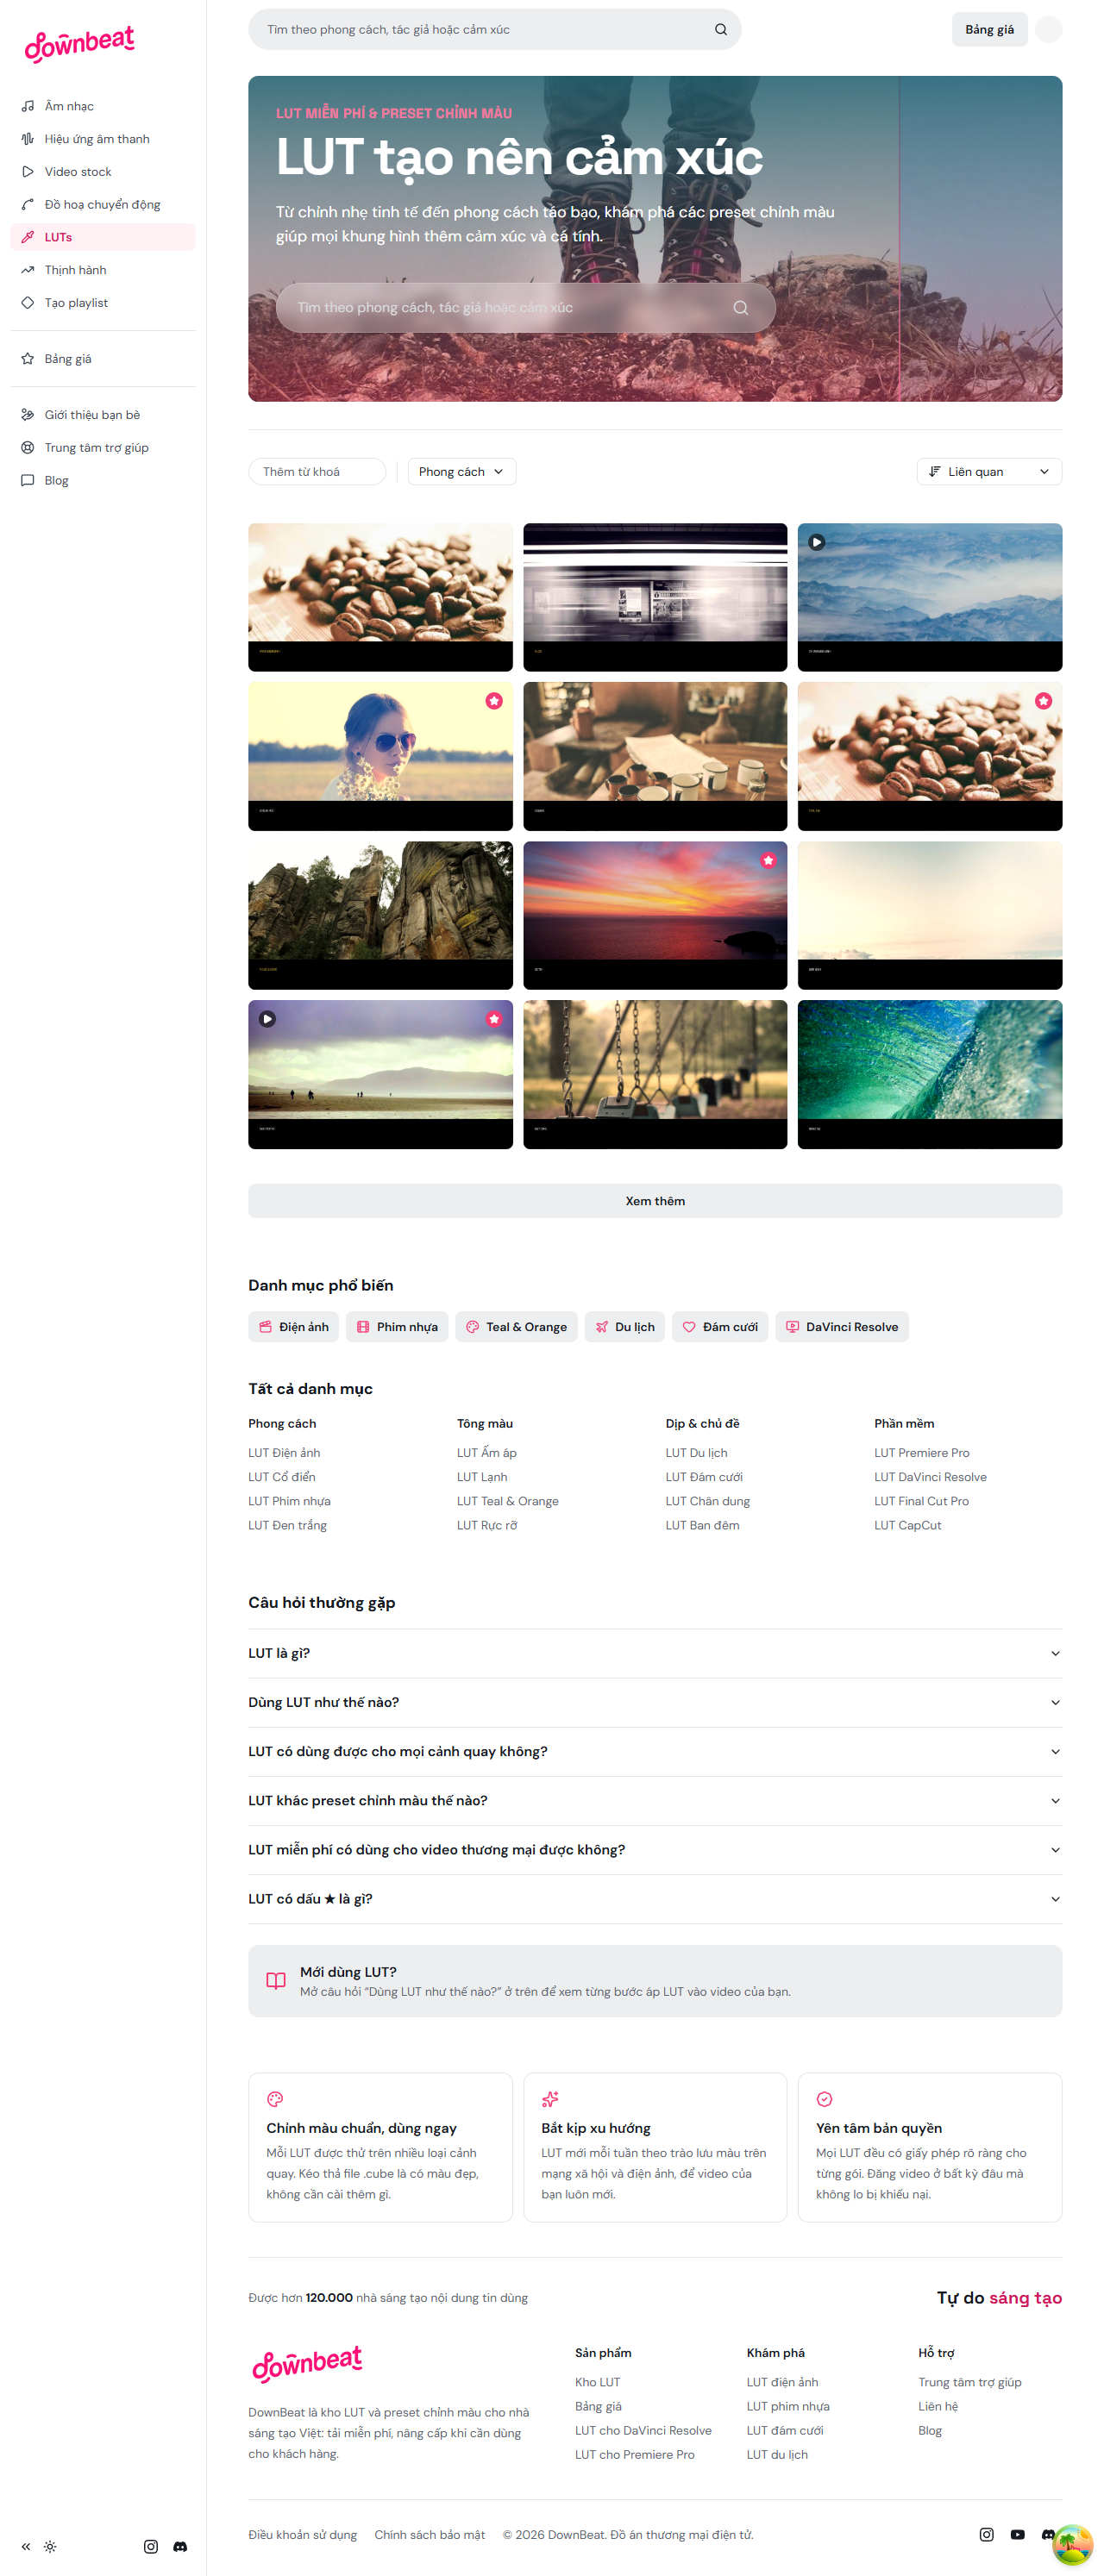 downbeat
Tìm theo phong cách, tác giả hoặc cảm xúc
Bảng giá
Âm nhạc
Hiệu ứng âm thanh
Video stock
Đồ hoạ chuyển động
LUTs
Thịnh hành
Tạo playlist
Bảng giá
Giới thiệu bạn bè
Trung tâm trợ giúp
Blog
LUT MIỄN PHÍ & PRESET CHỈNH MÀU
LUT tạo nên cảm xúc
Từ chỉnh nhẹ tinh tế đến phong cách táo bạo, khám phá các preset chỉnh màu
giúp mọi khung hình thêm cảm xúc và cá tính.
Tìm theo phong cách, tác giả hoặc cảm xúc
Thêm từ khoá
Phong cách
Liên quan
Xem thêm
Danh mục phổ biến
Điện ảnh
Phim nhựa
Teal & Orange
Du lịch
Đám cưới
DaVinci Resolve
Tất cả danh mục
Phong cách
LUT Điện ảnh
LUT Cổ điển
LUT Phim nhựa
LUT Đen trắng
Tông màu
LUT Ấm áp
LUT Lạnh
LUT Teal & Orange
LUT Rực rỡ
Dịp & chủ đề
LUT Du lịch
LUT Đám cưới
LUT Chân dung
LUT Ban đêm
Phần mềm
LUT Premiere Pro
LUT DaVinci Resolve
LUT Final Cut Pro
LUT CapCut
Câu hỏi thường gặp
LUT là gì?
Dùng LUT như thế nào?
LUT có dùng được cho mọi cảnh quay không?
LUT khác preset chỉnh màu thế nào?
LUT miễn phí có dùng cho video thương mại được không?
LUT có dấu ★ là gì?
Mới dùng LUT?
Mở câu hỏi “Dùng LUT như thế nào?” ở trên để xem từng bước áp LUT vào video của bạn.
Chỉnh màu chuẩn, dùng ngay
Mỗi LUT được thử trên nhiều loại cảnh
quay. Kéo thả file .cube là có màu đẹp,
không cần cài thêm gì.
Bắt kịp xu hướng
LUT mới mỗi tuần theo trào lưu màu trên
mạng xã hội và điện ảnh, để video của
bạn luôn mới.
Yên tâm bản quyền
Mọi LUT đều có giấy phép rõ ràng cho
từng gói. Đăng video ở bất kỳ đâu mà
không lo bị khiếu nại.
Được hơn 120.000 nhà sáng tạo nội dung tin dùng
Tự do sáng tạo
downbeat
DownBeat là kho LUT và preset chỉnh màu cho nhà
sáng tạo Việt: tải miễn phí, nâng cấp khi cần dùng
cho khách hàng.
Sản phẩm
Kho LUT
Bảng giá
LUT cho DaVinci Resolve
LUT cho Premiere Pro
Khám phá
LUT điện ảnh
LUT phim nhựa
LUT đám cưới
LUT du lịch
Hỗ trợ
Trung tâm trợ giúp
Liên hệ
Blog
Điều khoản sử dụng
Chính sách bảo mật
© 2026 DownBeat. Đồ án thương mại điện tử.